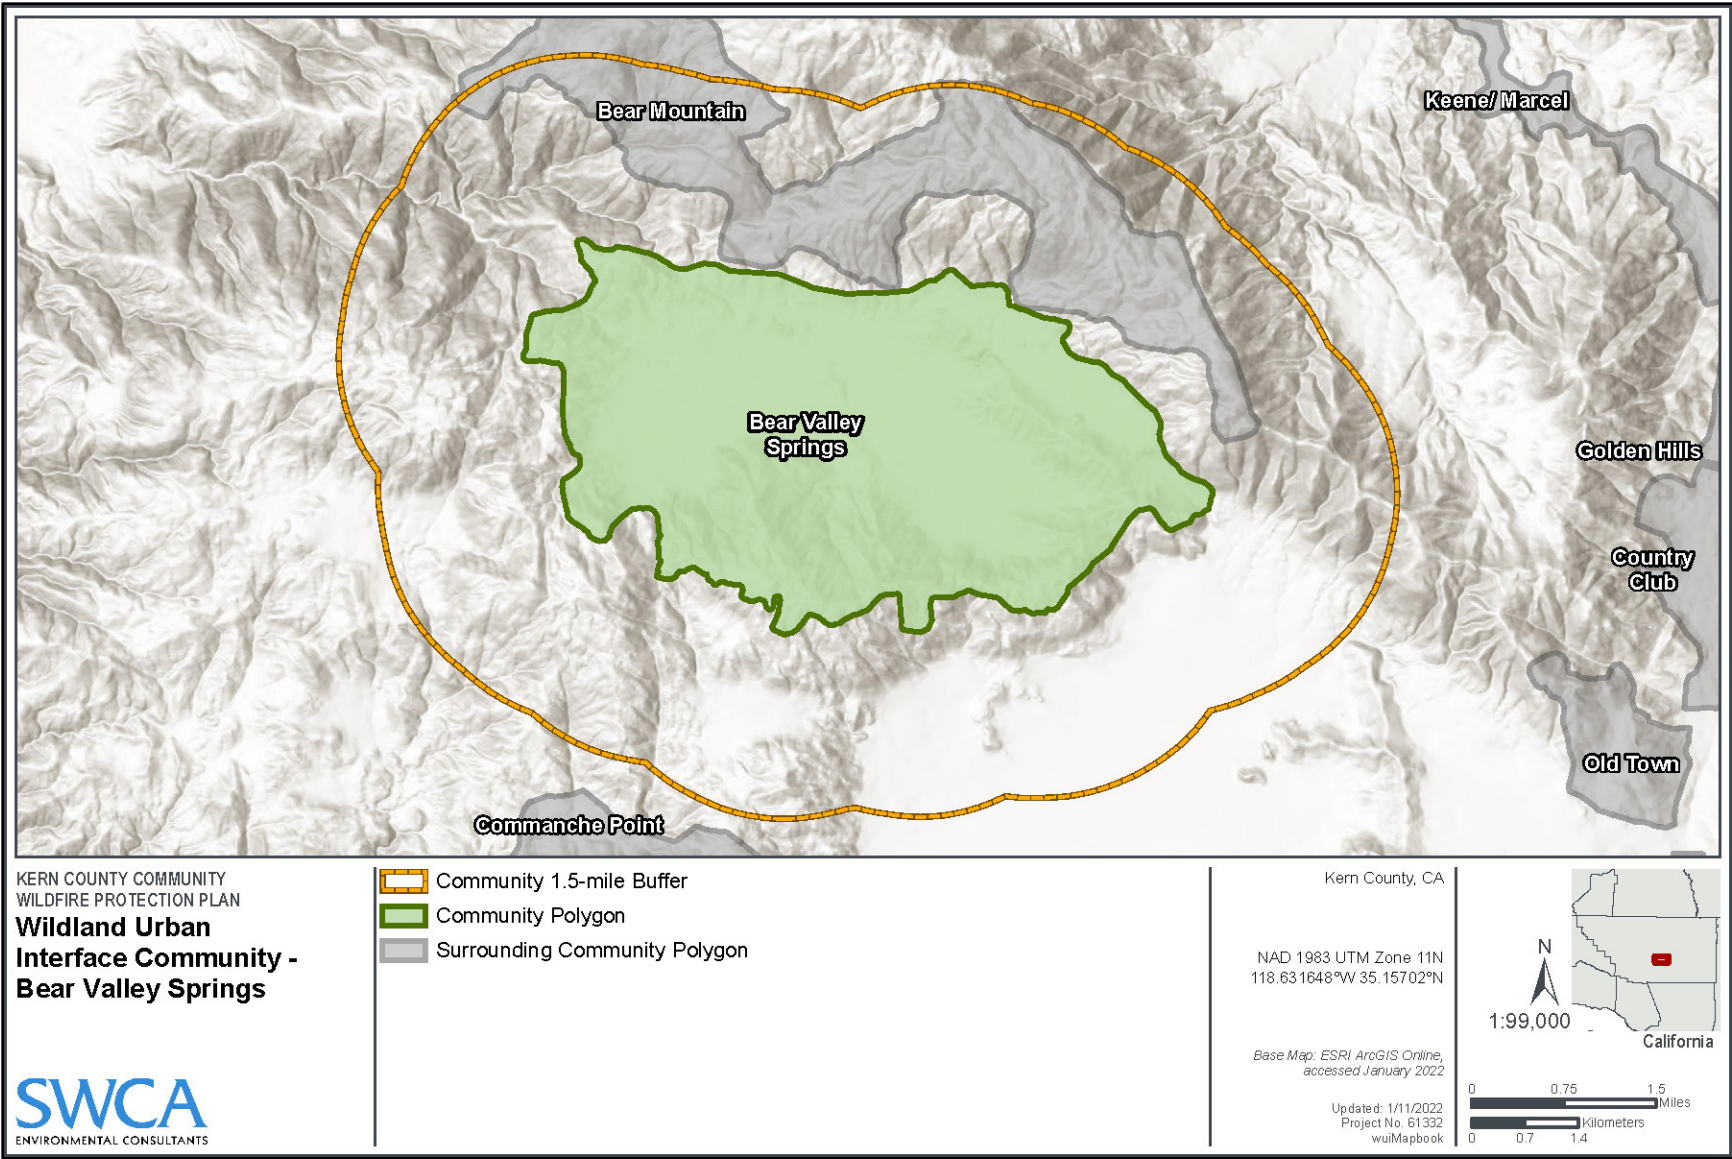 Bear Mountain
Keene/ Marcel
Bear Valley
Springs
Golden Hills
Country
Club
Old Town
Commanche Point
KERN COUNTY COMMUNITY
WILDFIRE PROTECTION PLAN
Wildland Urban
Interface Community -
Bear Valley Springs
SWCA
ENVIRONMENTAL CONSULTANTS
Community 1.5-mile Buffer
Community Polygon
Surrounding Community Polygon
Kern County, CA
NAD 1983 UTM Zone 11N
118.631648°W 35.15702°N
Base Map: ESRI ArcGIS Online,
accessed January 2022
Updated: 1/11/2022
Project No. 61332
wuiMapbook
N
1:99,000
California
0 0.75 1.5
Miles
Kilometers
0 0.7 1.4